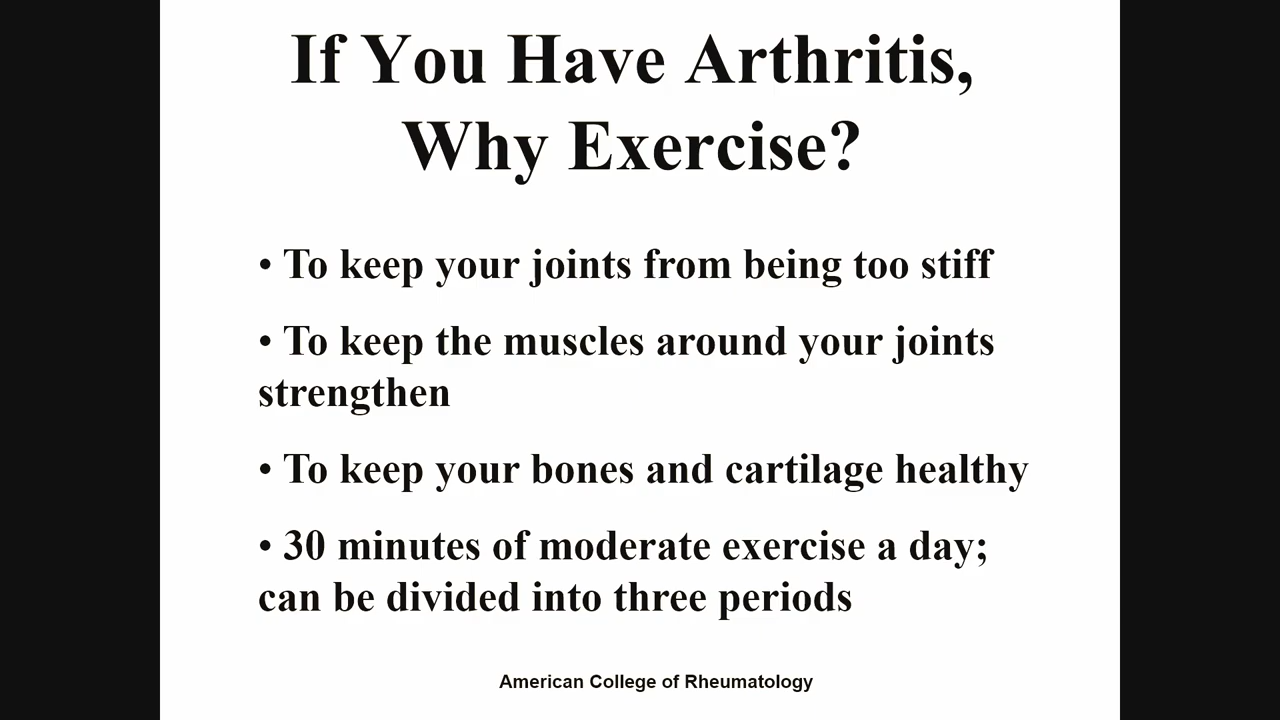 If You Have Arthritis,
Why Exercise?
• To keep your joints from being too stiff
• To keep the muscles around your joints
strengthen
• To keep your bones and cartilage healthy
• 30 minutes of moderate exercise a day;
can be divided into three periods
American College of Rheumatology